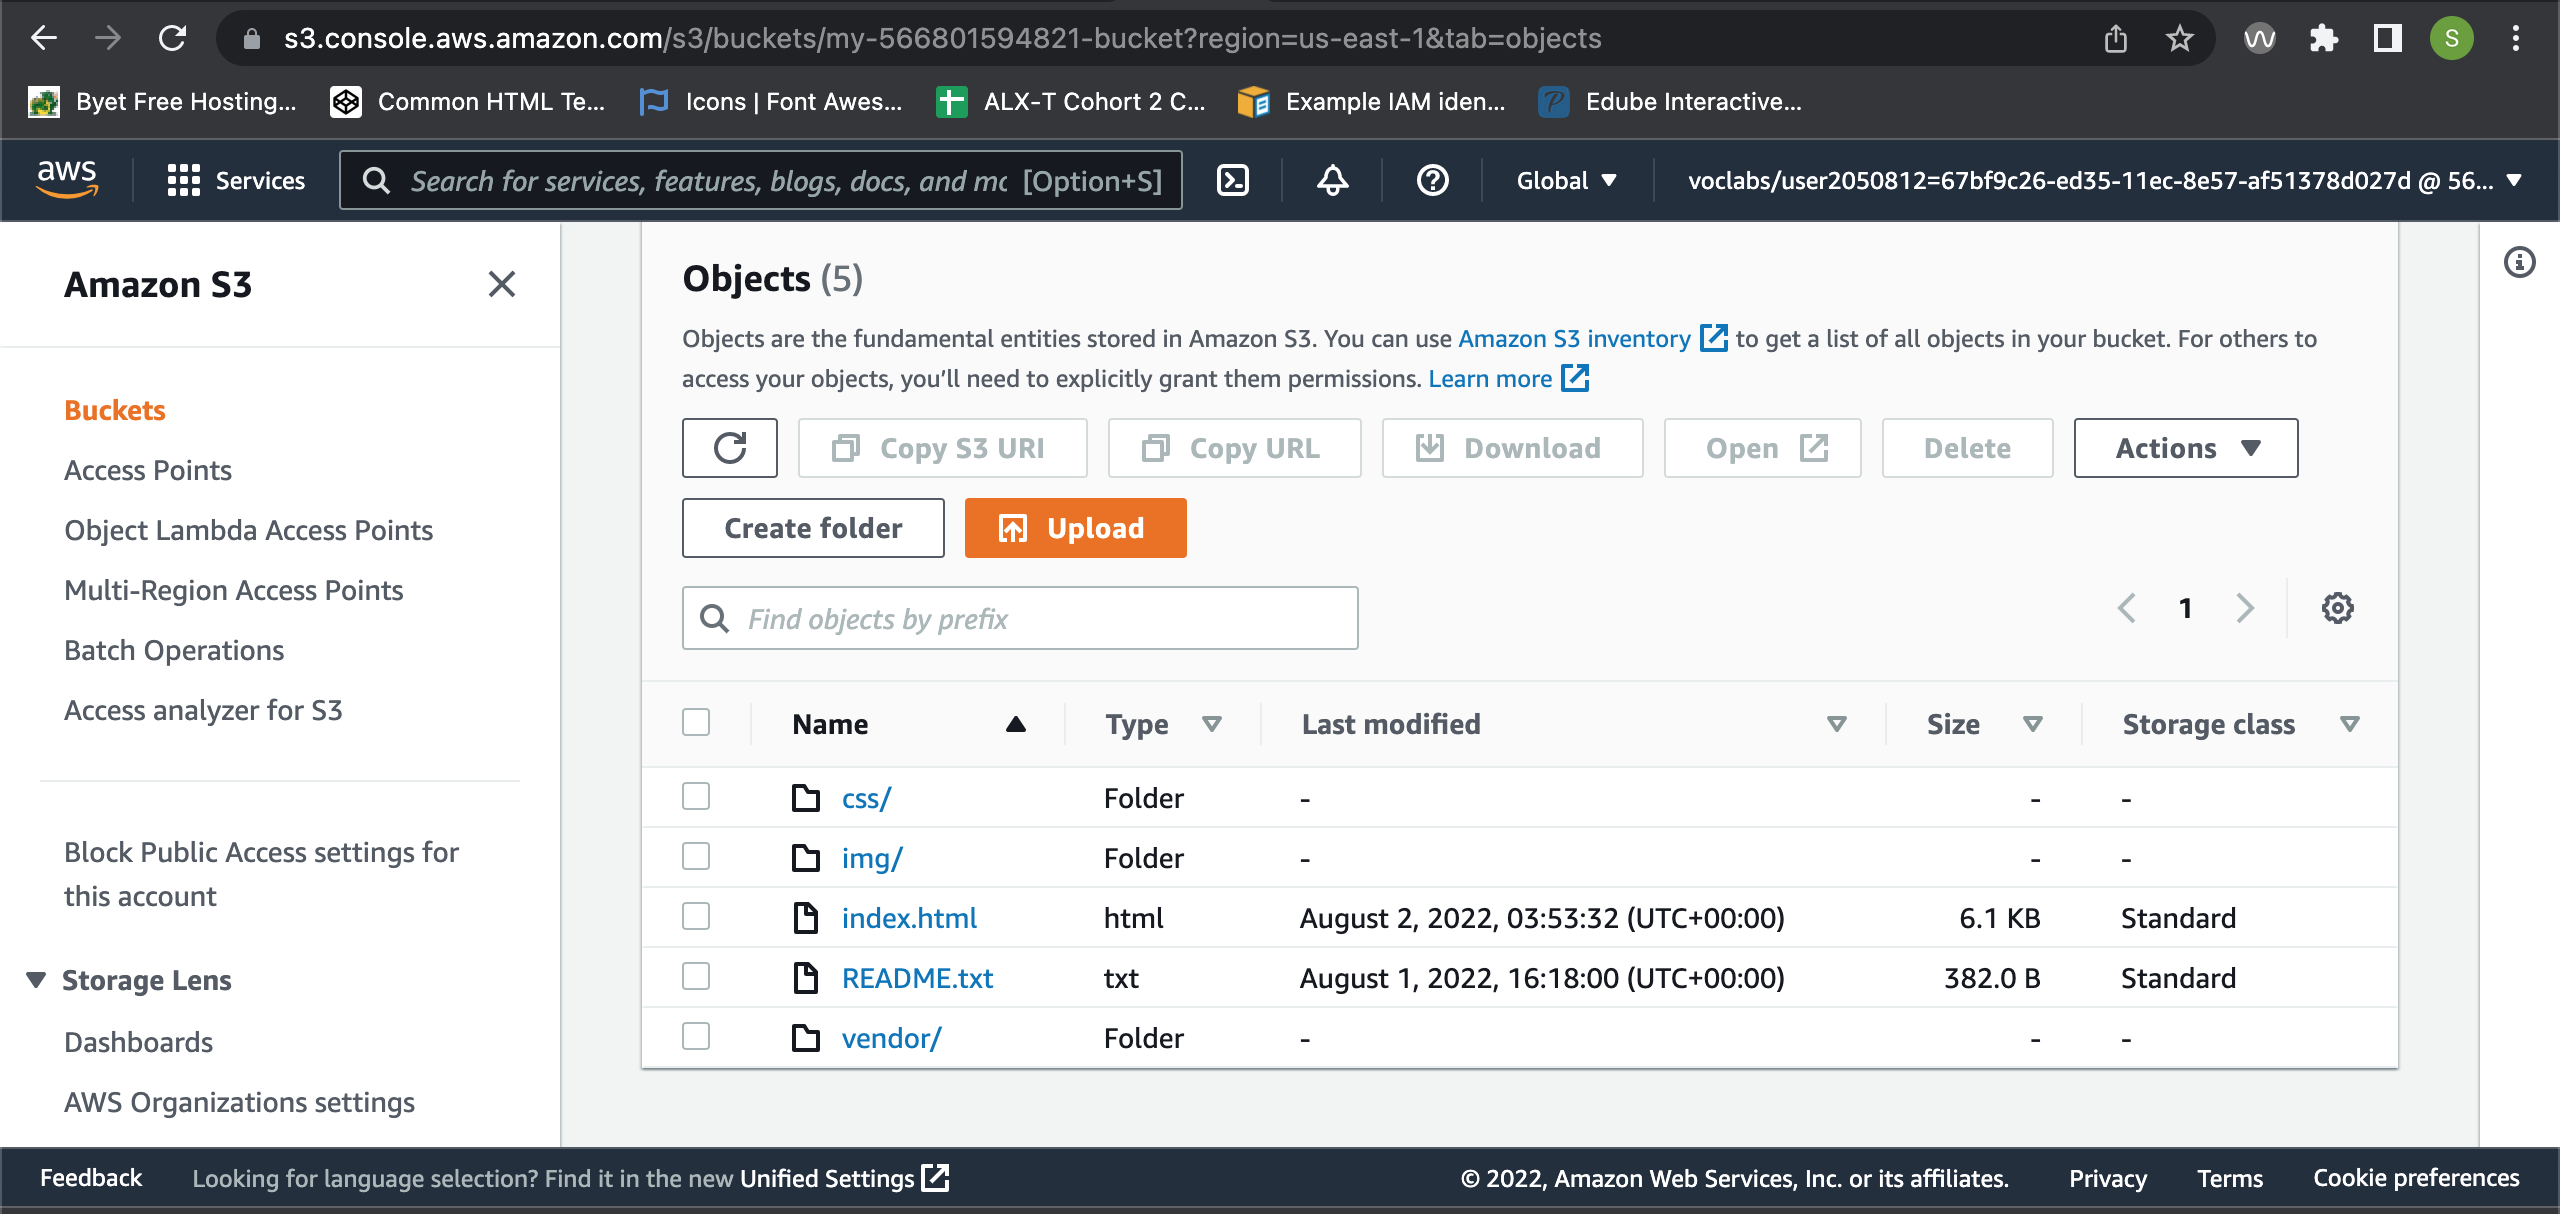 s3.console.aws.amazon.com/s3/buckets/my-566801594821-bucket?region=us-east-1&tab=objects
S
Byet Free Hosting... Common HTML Te... Icons | Font Awes... ALX-T Cohort 2 C... Example IAM iden... Edube Interactive...
aws Services Search for services, features, blogs, docs, and mc [Option+S] Global voclabs/user2050812=67bf9c26-ed35-11ec-8e57-af51378d027d @ 56...
Amazon S3
Buckets
Access Points
Object Lambda Access Points
Multi-Region Access Points
Batch Operations
Access analyzer for S3
Block Public Access settings for
this account
Storage Lens
Dashboards
AWS Organizations settings
Objects (5)
Objects are the fundamental entities stored in Amazon S3. You can use Amazon S3 inventory to get a list of all objects in your bucket. For others to
access your objects, you’ll need to explicitly grant them permissions. Learn more
Copy S3 URI Copy URL Download Open Delete Actions
Create folder Upload
Find objects by prefix 1
Name Type Last modified Size Storage class
css/ Folder - - -
img/ Folder - - -
index.html html August 2, 2022, 03:53:32 (UTC+00:00) 6.1 KB Standard
README.txt txt August 1, 2022, 16:18:00 (UTC+00:00) 382.0 B Standard
vendor/ Folder - - -
Feedback Looking for language selection? Find it in the new Unified Settings © 2022, Amazon Web Services, Inc. or its affiliates. Privacy Terms Cookie preferences